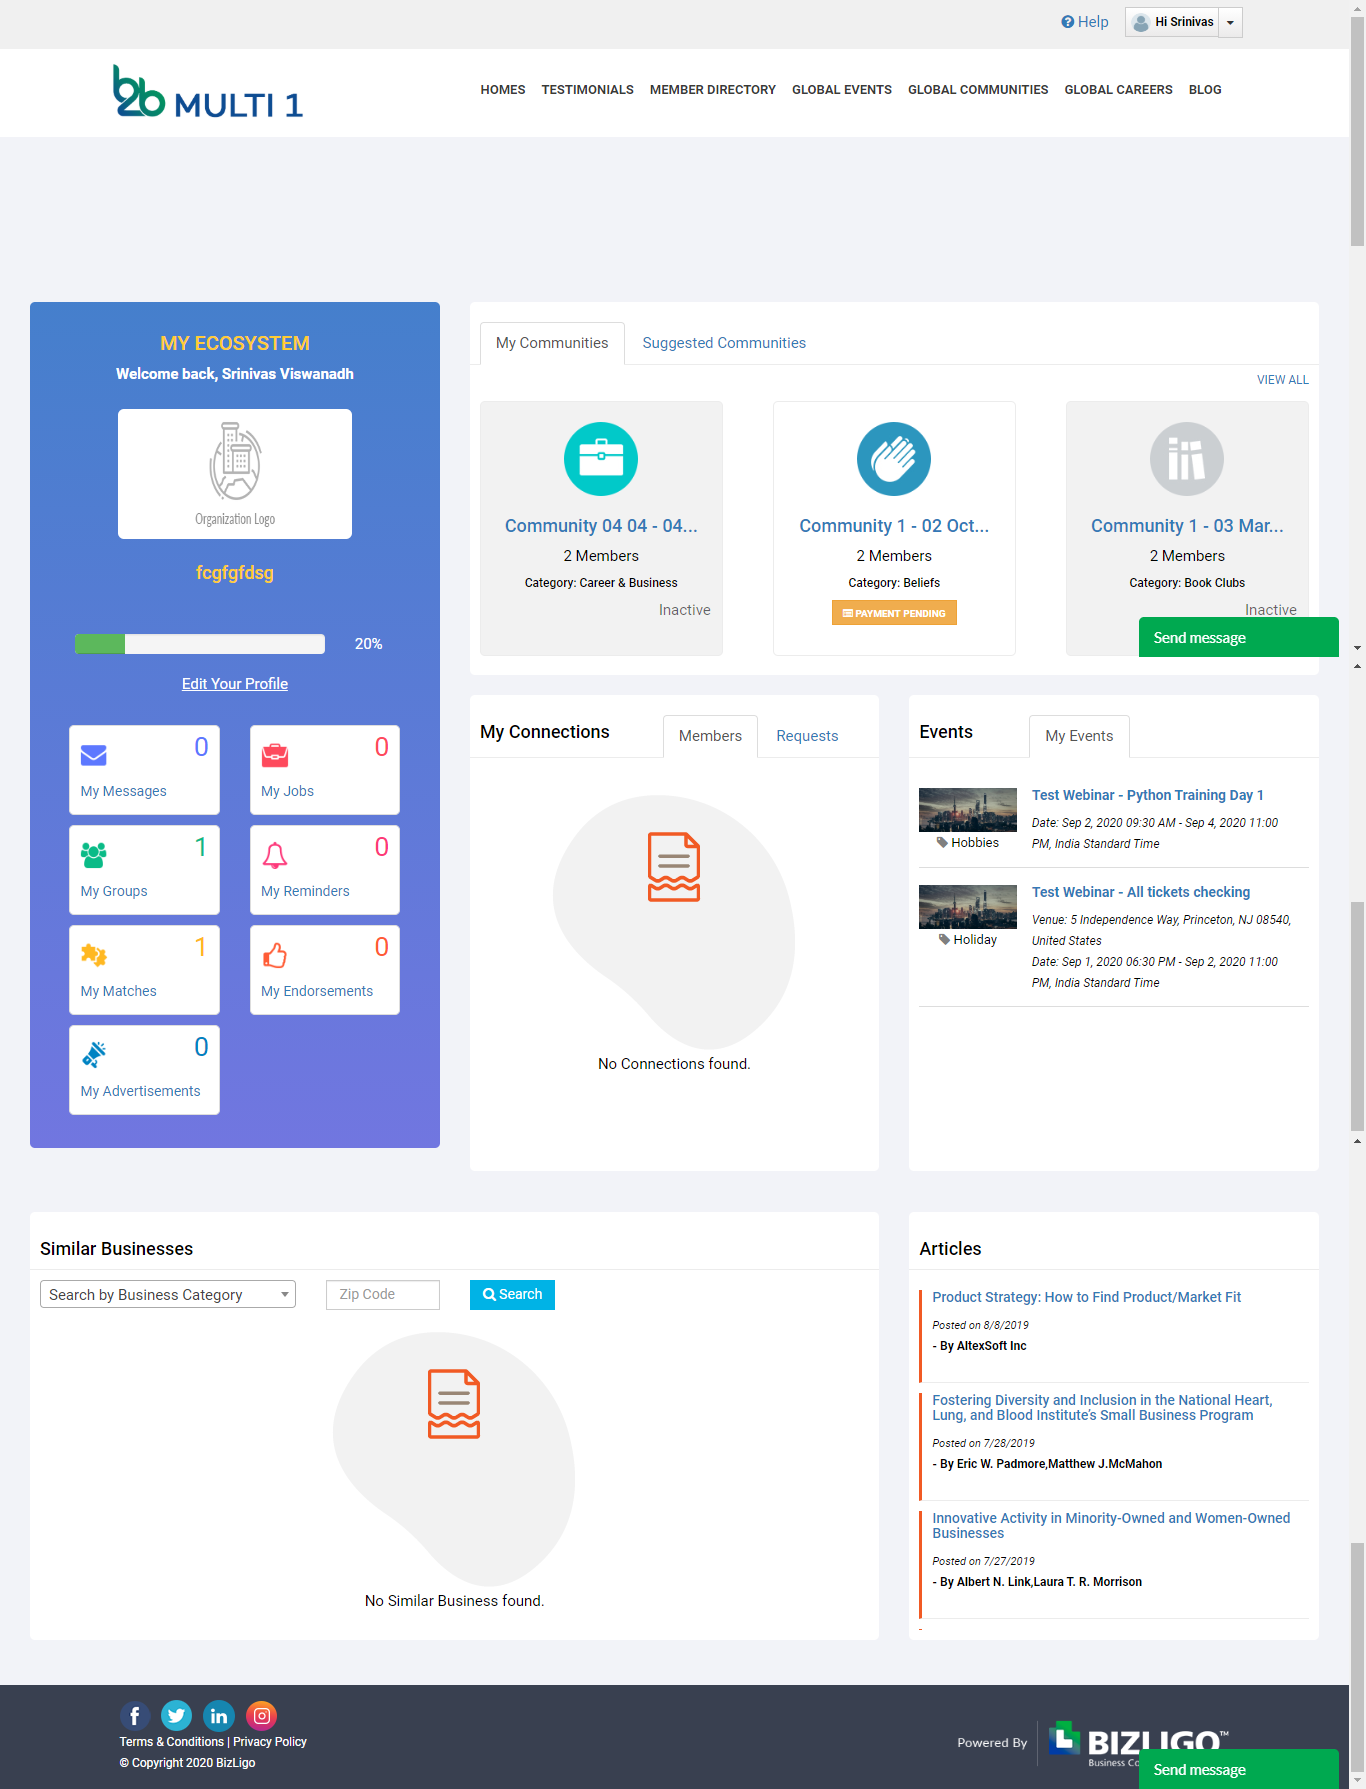 Help
Hi Srinivas
b2b MULTI 1
HOMES TESTIMONIALS MEMBER DIRECTORY GLOBAL EVENTS GLOBAL COMMUNITIES GLOBAL CAREERS BLOG
MY ECOSYSTEM
Welcome back, Srinivas Viswanadh
Organization Logo
fcgfgfdsg
20%
Edit Your Profile
0
My Messages
0
My Jobs
1
My Groups
0
My Reminders
1
My Matches
0
My Endorsements
0
My Advertisements
My Communities
Suggested Communities
VIEW ALL
Community 04 04 - 04...
2 Members
Category: Career & Business
Inactive
Community 1 - 02 Oct...
2 Members
Category: Beliefs
PAYMENT PENDING
Community 1 - 03 Mar...
2 Members
Category: Book Clubs
Inactive
Send message
My Connections
Members
Requests
No Connections found.
Events
My Events
Hobbies
Test Webinar - Python Training Day 1
Date: Sep 2, 2020 09:30 AM - Sep 4, 2020 11:00
PM, India Standard Time
Holiday
Test Webinar - All tickets checking
Venue: 5 Independence Way, Princeton, NJ 08540,
United States
Date: Sep 1, 2020 06:30 PM - Sep 2, 2020 11:00
PM, India Standard Time
Similar Businesses
Search by Business Category
Zip Code
Search
No Similar Business found.
Articles
Product Strategy: How to Find Product/Market Fit
Posted on 8/8/2019
- By AltexSoft Inc
Fostering Diversity and Inclusion in the National Heart,
Lung, and Blood Institute's Small Business Program
Posted on 7/28/2019
- By Eric W. Padmore,Matthew J.McMahon
Innovative Activity in Minority-Owned and Women-Owned
Businesses
Posted on 7/27/2019
- By Albert N. Link,Laura T. R. Morrison
Terms & Conditions | Privacy Policy
© Copyright 2020 BizLigo
Powered By
BIZLIGO™
Business Co
Send message